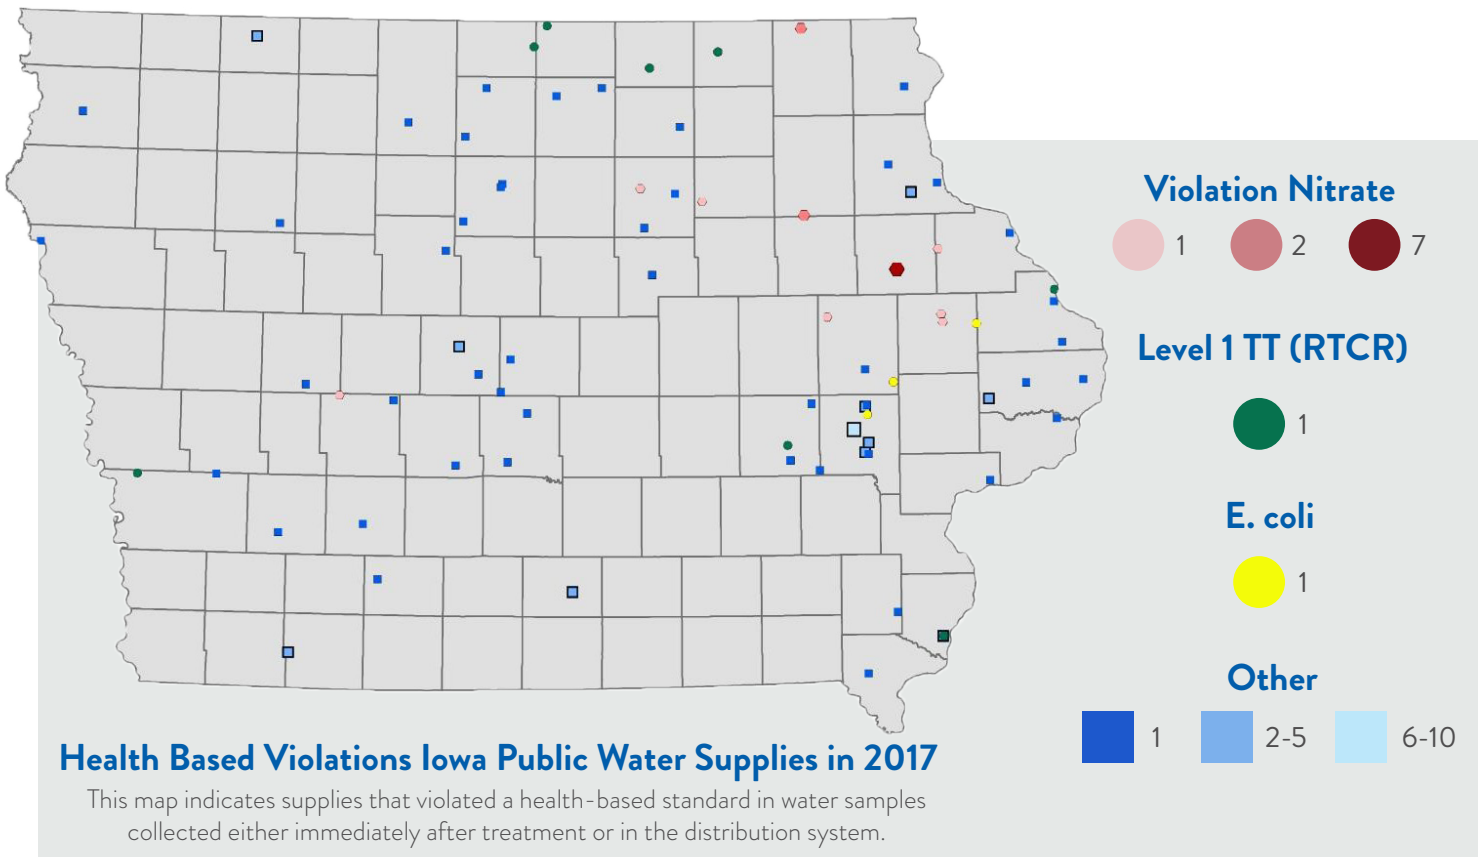 Violation Nitrate
1 2 7
Level 1 TT (RTCR)
1
E. coli
1
Other
1 2-5 6-10
Health Based Violations Iowa Public Water Supplies in 2017
This map indicates supplies that violated a health-based standard in water samples
collected either immediately after treatment or in the distribution system.